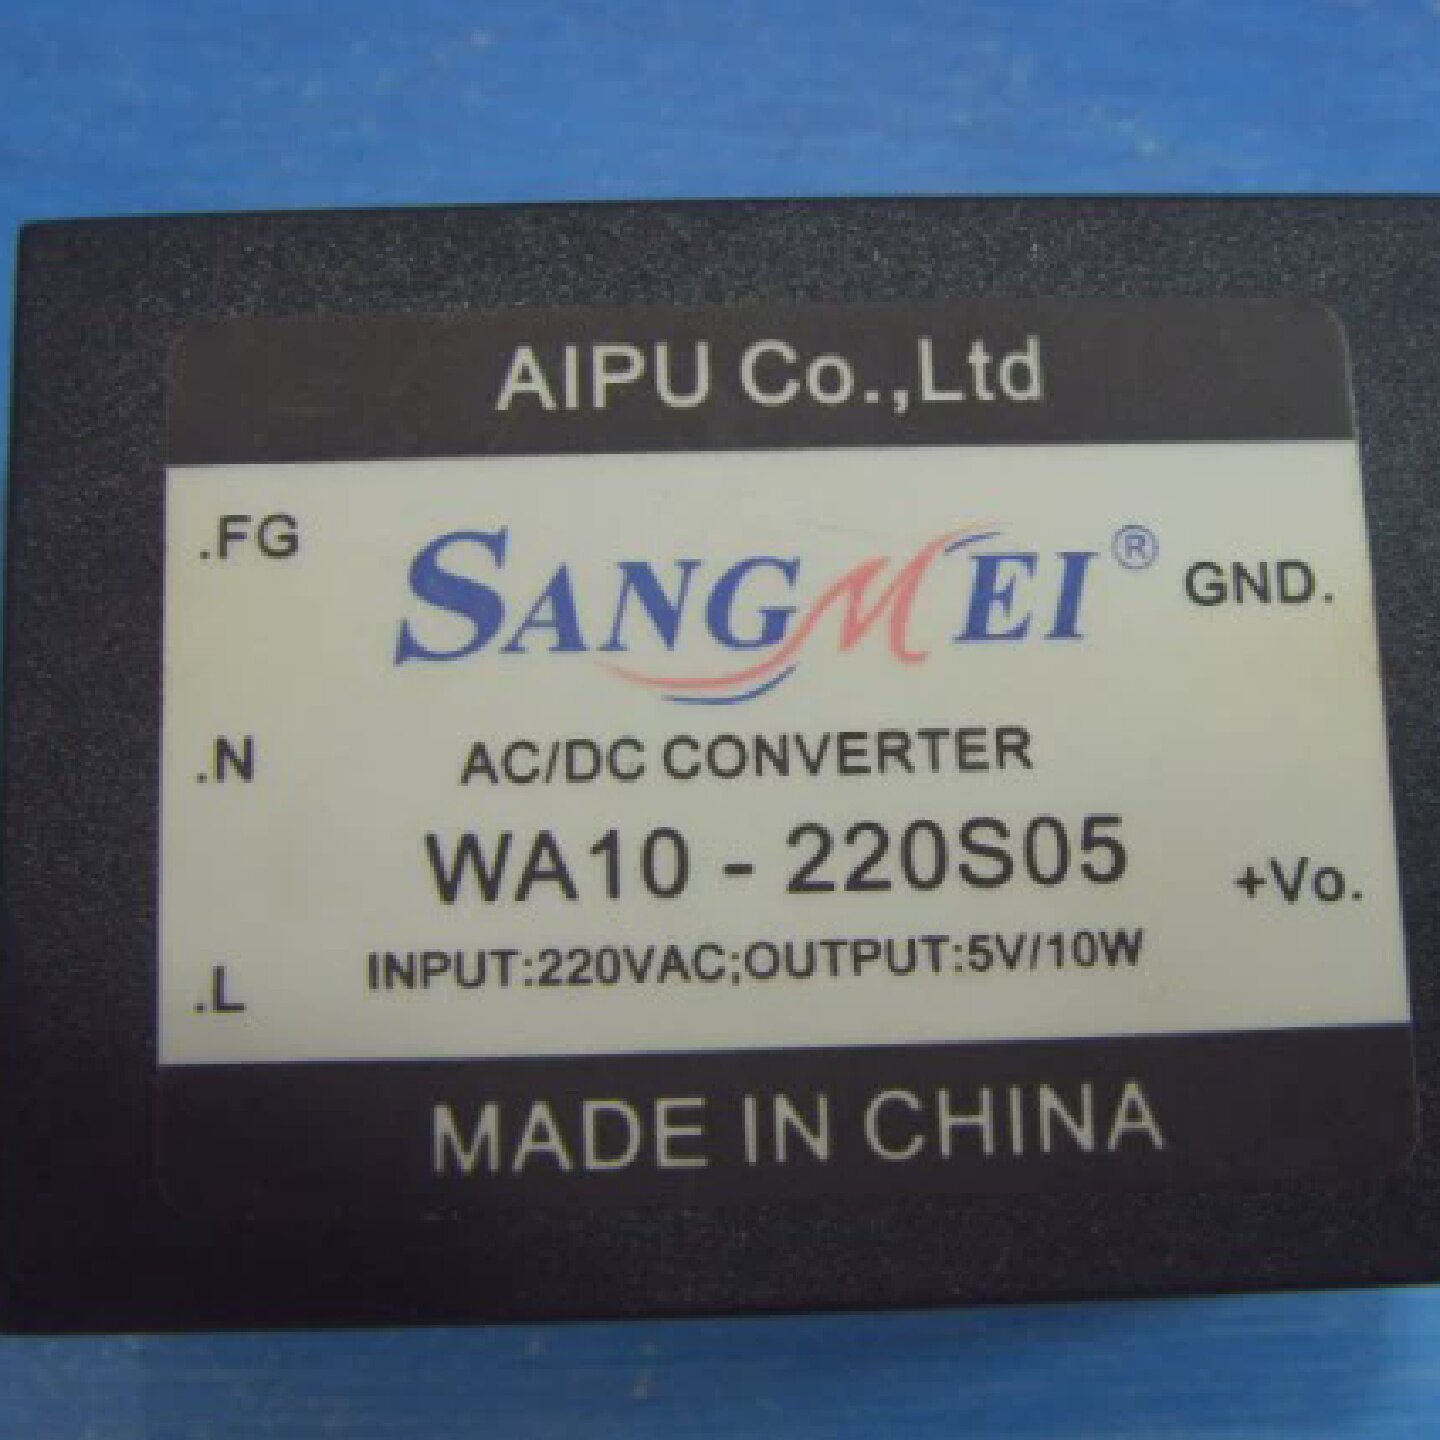 AIPU Co.,Ltd
.FG
SANGMEI®
GND.
.N
AC/DC CONVERTER
WA10 - 220S05
+Vo.
.L
INPUT:220VAC;OUTPUT:5V/10W
MADE IN CHINA